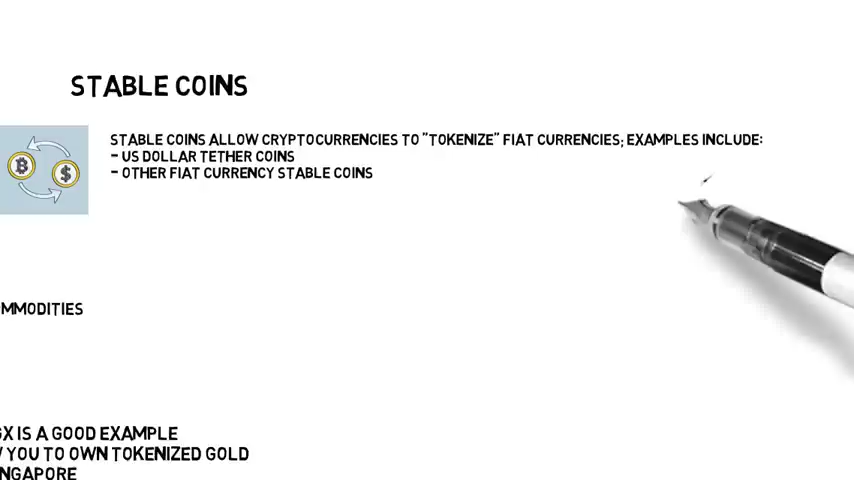 STABLE COINS
STABLE COINS ALLOW CRYPTOCURRENCIES TO "TOKENIZE" FIAT CURRENCIES; EXAMPLES INCLUDE:
- US DOLLAR TETHER COINS
- OTHER FIAT CURRENCY STABLE COINS
MMODITIES
GX IS A GOOD EXAMPLE
YOU TO OWN TOKENIZED GOLD
NGAPORE